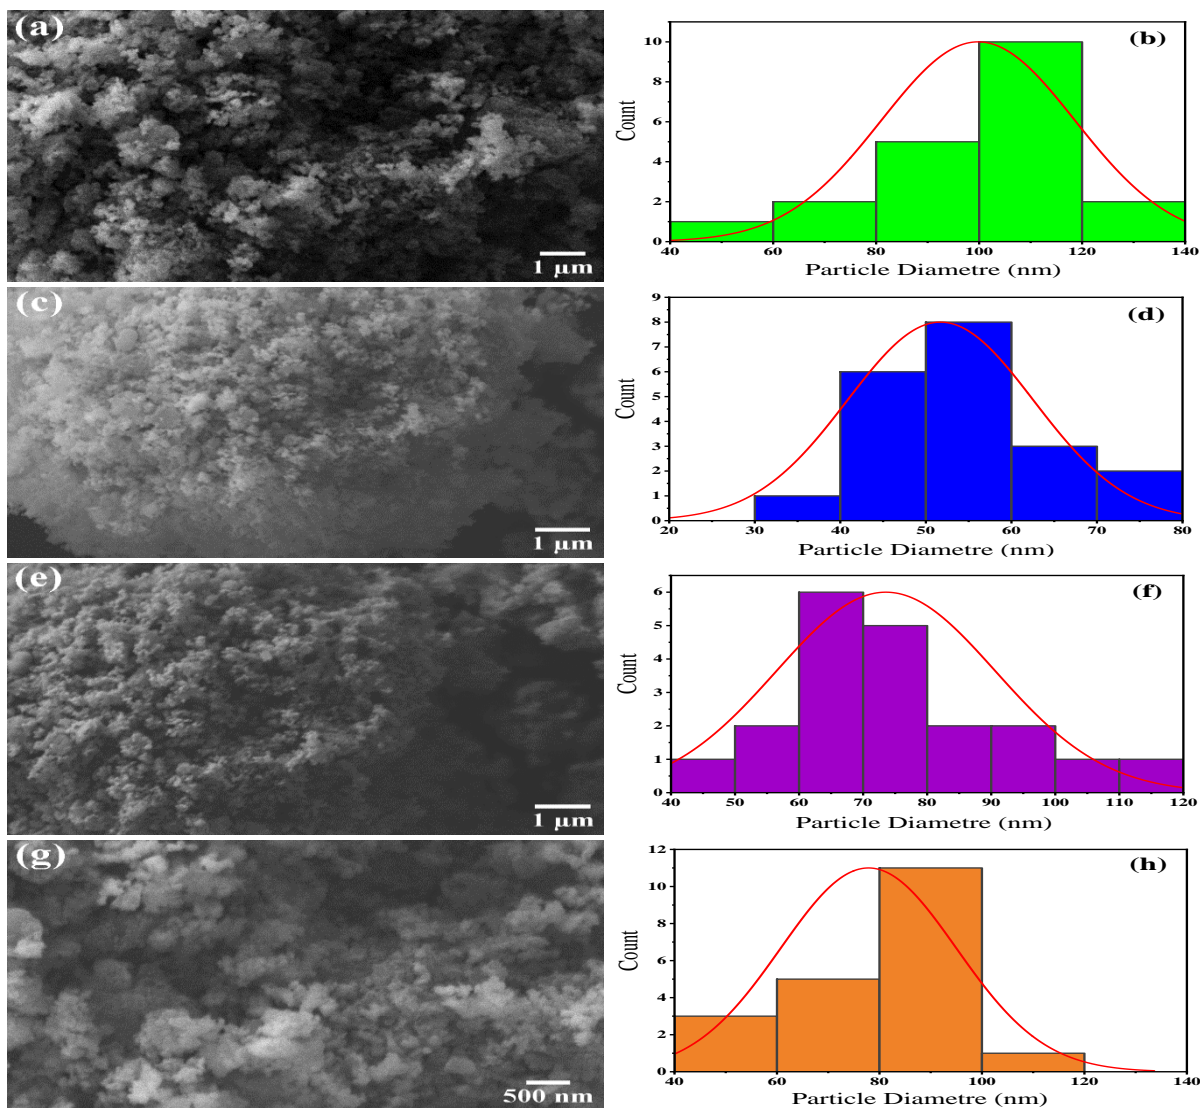 (a)
1 μm
(b)
Count
10
8
6
4
2
0
40 60 80 100 120 140
Particle Diametre (nm)
(c)
1 μm
(d)
Count
9
8
7
6
5
4
3
2
1
0
20 30 40 50 60 70 80
Particle Diametre (nm)
(e)
1 μm
(f)
Count
6
5
4
3
2
1
0
40 50 60 70 80 90 100 110 120
Particle Diametre (nm)
(g)
500 nm
(h)
Count
12
10
8
6
4
2
0
40 60 80 100 120 140
Particle Diametre (nm)